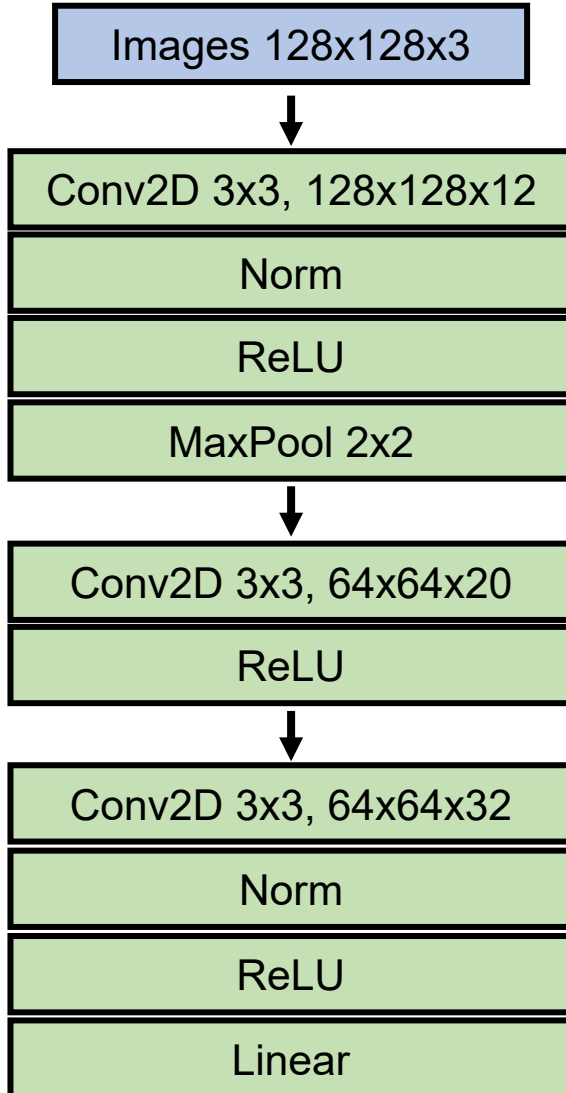 Images 128x128x3
Conv2D 3x3, 128x128x12
Norm
ReLU
MaxPool 2x2
Conv2D 3x3, 64x64x20
ReLU
Conv2D 3x3, 64x64x32
Norm
ReLU
Linear